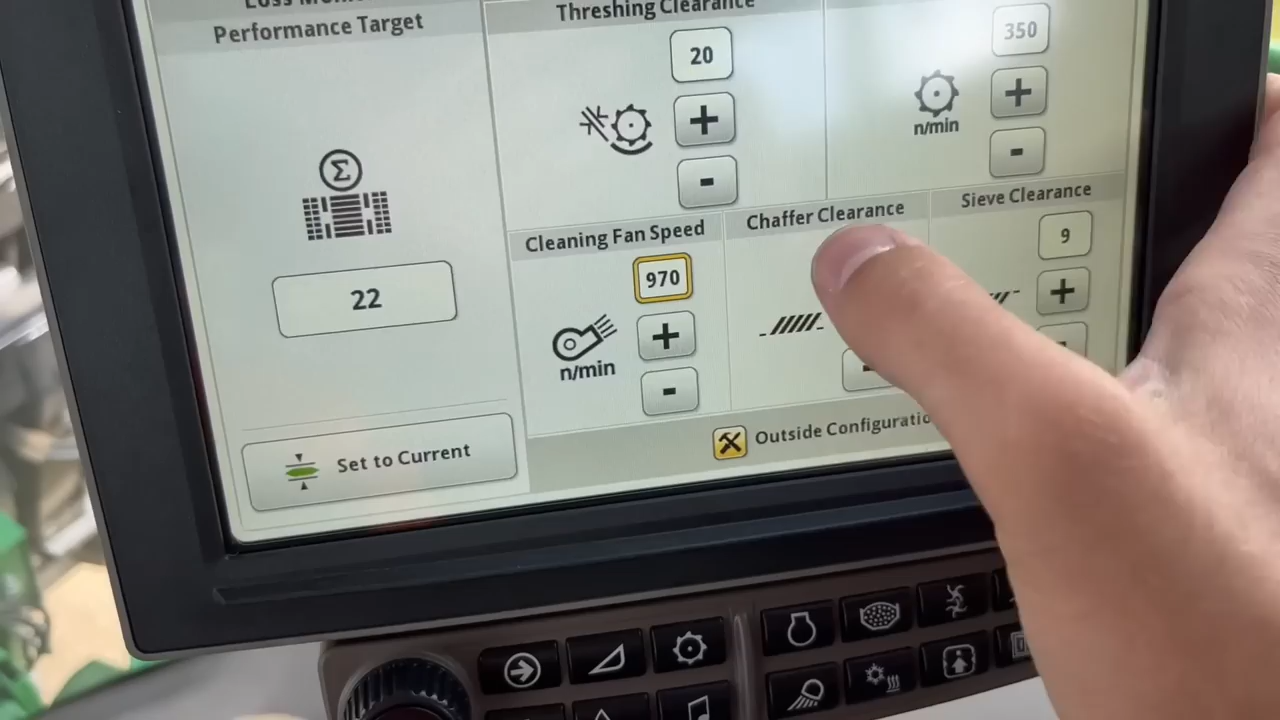 Performance Target
22
Set to Current
Threshing Clearance
20
+
-
350
n/min
+
-
Cleaning Fan Speed
970
n/min
+
-
Chaffer Clearance
-
Sieve Clearance
9
+
Outside